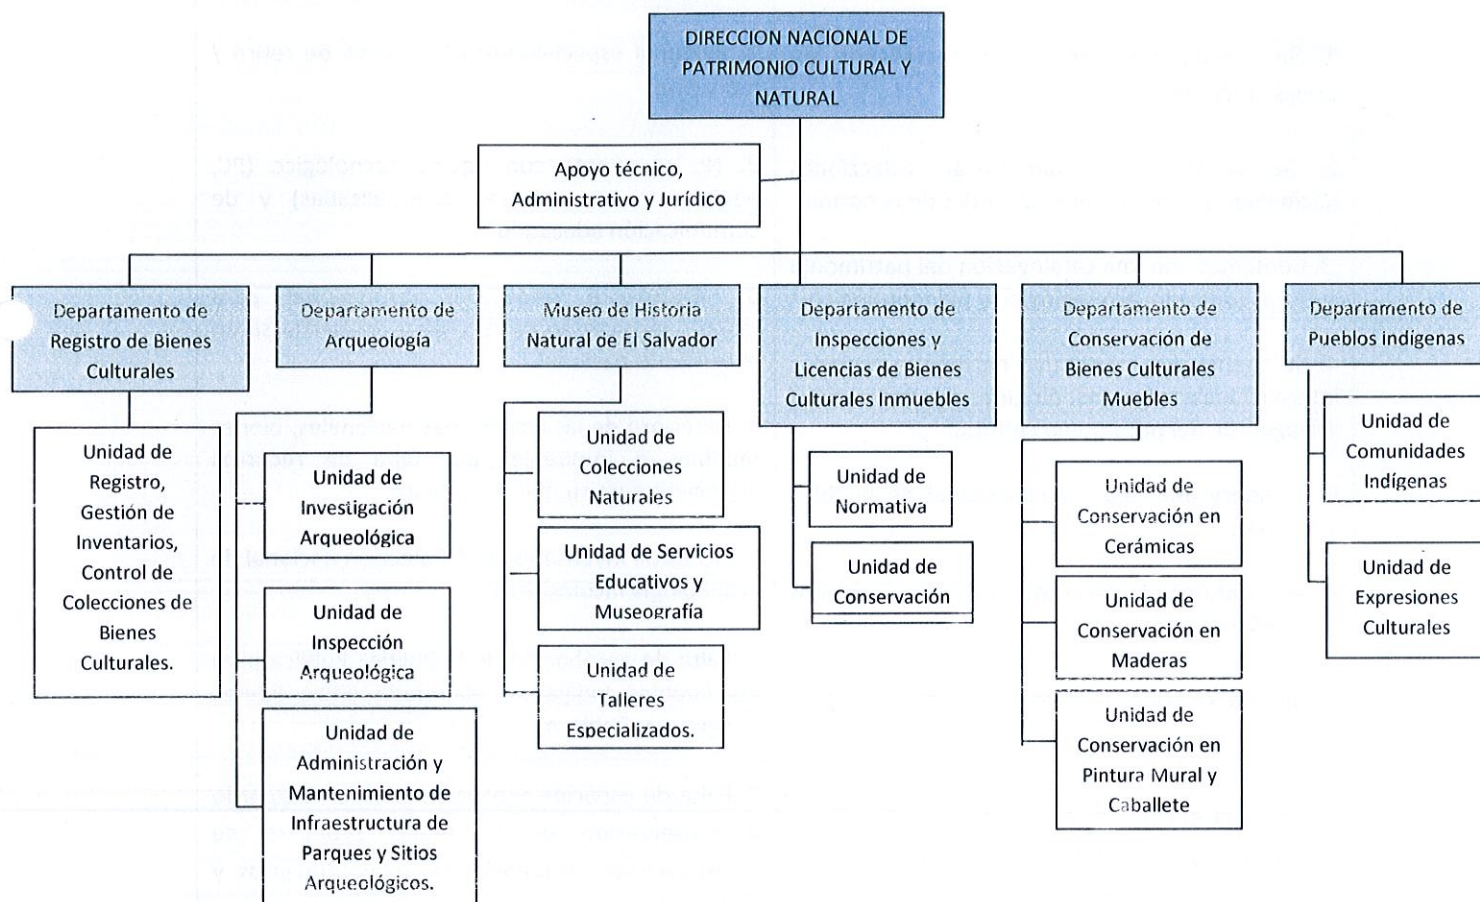 DIRECCION NACIONAL DE
PATRIMONIO CULTURAL Y
NATURAL
Apoyo técnico,
Administrativo y Jurídico
Departamento de
Registro de Bienes
Culturales
Departamento de
Arqueología
Museo de Historia
Natural de El Salvador
Departamento de
Inspecciones y
Licencias de Bienes
Culturales Inmuebles
Departamento de
Conservación de
Bienes Culturales
Muebles
Departamento de
Pueblos indígenas
Unidad de
Registro,
Gestión de
Inventarios,
Control de
Colecciones de
Bienes
Culturales.
Unidad de
Investigación
Arqueológica
Unidad de
Inspección
Arqueológica
Unidad de
Administración y
Mantenimiento de
Infraestructura de
Parques y Sitios
Arqueológicos.
Unidad de
Colecciones
Naturales
Unidad de Servicios
Educativos y
Museografía
Unidad de
Talleres
Especializados.
Unidad de
Normativa
Unidad de
Conservación
Unidad de
Conservación en
Cerámicas
Unidad de
Conservación en
Maderas
Unidad de
Conservación en
Pintura Mural y
Caballete
Unidad de
Comunidades
Indígenas
Unidad de
Expresiones
Culturales